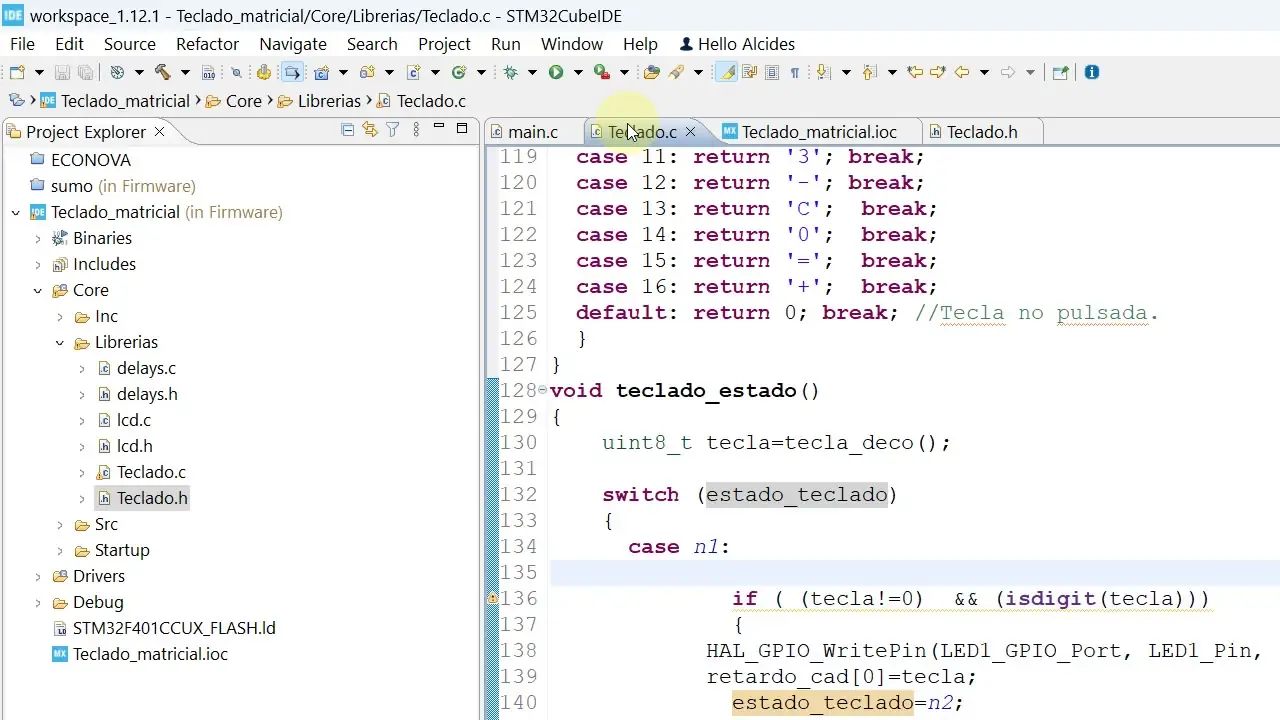 IDE workspace_1.12.1 - Teclado_matricial/Core/Librerias/Teclado.c - STM32CubeIDE
File Edit Source Refactor Navigate Search Project Run Window Help Hello Alcides
Teclado_matricial Core Librerias Teclado.c
Project Explorer
main.c Teclado.c Teclado_matricial.ioc Teclado.h
ECONOVA
sumo (in Firmware)
Teclado_matricial (in Firmware)
Binaries
Includes
Core
Inc
Librerias
delays.c
delays.h
lcd.c
lcd.h
Teclado.c
Teclado.h
Src
Startup
Drivers
Debug
STM32F401CCUX_FLASH.ld
Teclado_matricial.ioc
119 case 11: return '3'; break;
120 case 12: return '-'; break;
121 case 13: return 'C'; break;
122 case 14: return '0'; break;
123 case 15: return '='; break;
124 case 16: return '+'; break;
125 default: return 0; break; //Tecla no pulsada.
126 }
127 }
128 void teclado_estado()
129 {
130 uint8_t tecla=tecla_deco();
131
132 switch (estado_teclado)
133 {
134 case n1:
135
136 if ( (tecla!=0) && (isdigit(tecla)))
137 {
138 HAL_GPIO_WritePin(LED1_GPIO_Port, LED1_Pin,
139 retardo_cad[0]=tecla;
140 estado_teclado=n2;